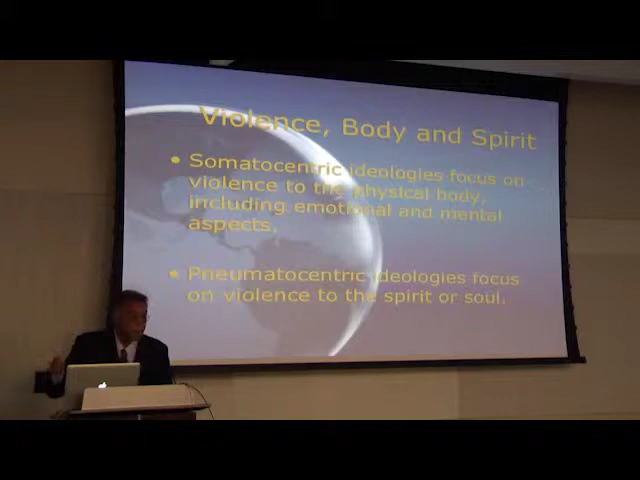 Violence, Body and Spirit
• Somatocentric ideologies focus on
violence to the physical body,
including emotional and mental
aspects.
• Pneumatocentric ideologies focus
on violence to the spirit or soul.